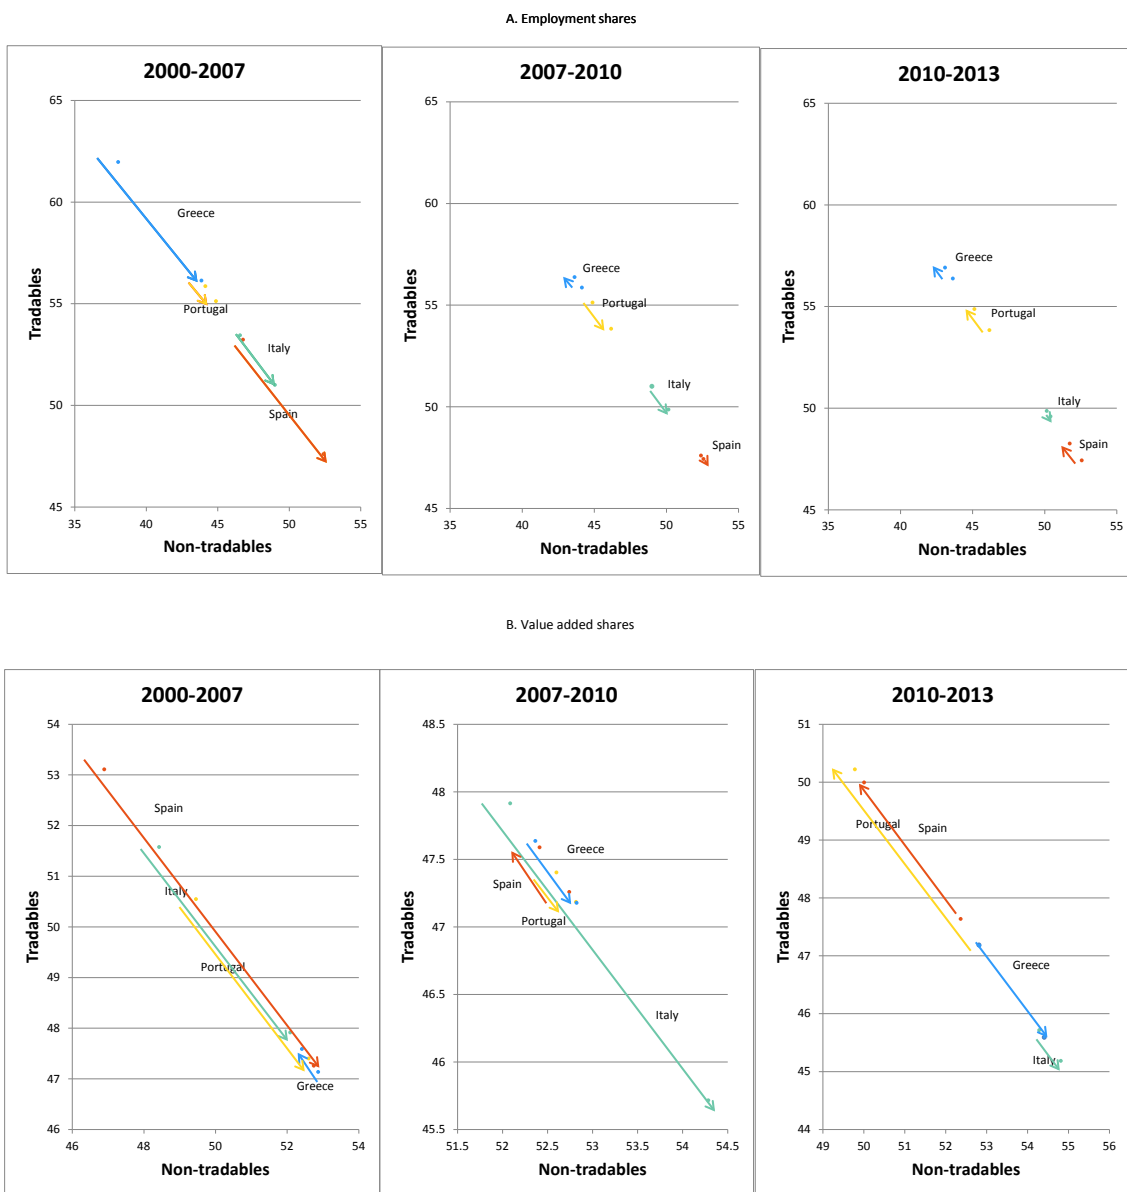 A. Employment shares
2000-2007
65
60
55
50
45
35
40
45
50
55
Tradables
Non-tradables
Greece
Portugal
Italy
Spain
2007-2010
65
60
55
50
45
35
40
45
50
55
Tradables
Non-tradables
Greece
Portugal
Italy
Spain
2010-2013
65
60
55
50
45
35
40
45
50
55
Tradables
Non-tradables
Greece
Portugal
Italy
Spain
B. Value added shares
2000-2007
54
53
52
51
50
49
48
47
46
46
48
50
52
54
Tradables
Non-tradables
Spain
Italy
Portugal
Greece
2007-2010
48.5
48
47.5
47
46.5
46
45.5
51.5
52
52.5
53
53.5
54
54.5
Tradables
Non-tradables
Greece
Spain
Portugal
Italy
2010-2013
51
50
49
48
47
46
45
44
49
50
51
52
53
54
55
56
Tradables
Non-tradables
Portugal
Spain
Greece
Italy